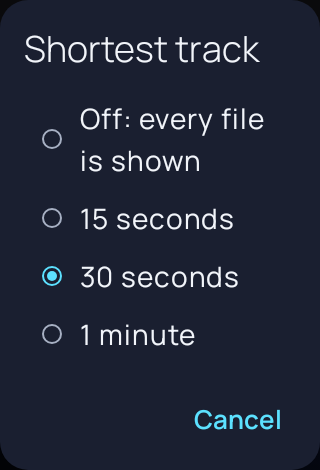 Shortest track
Off: every file
is shown
15 seconds
30 seconds
1 minute
Cancel